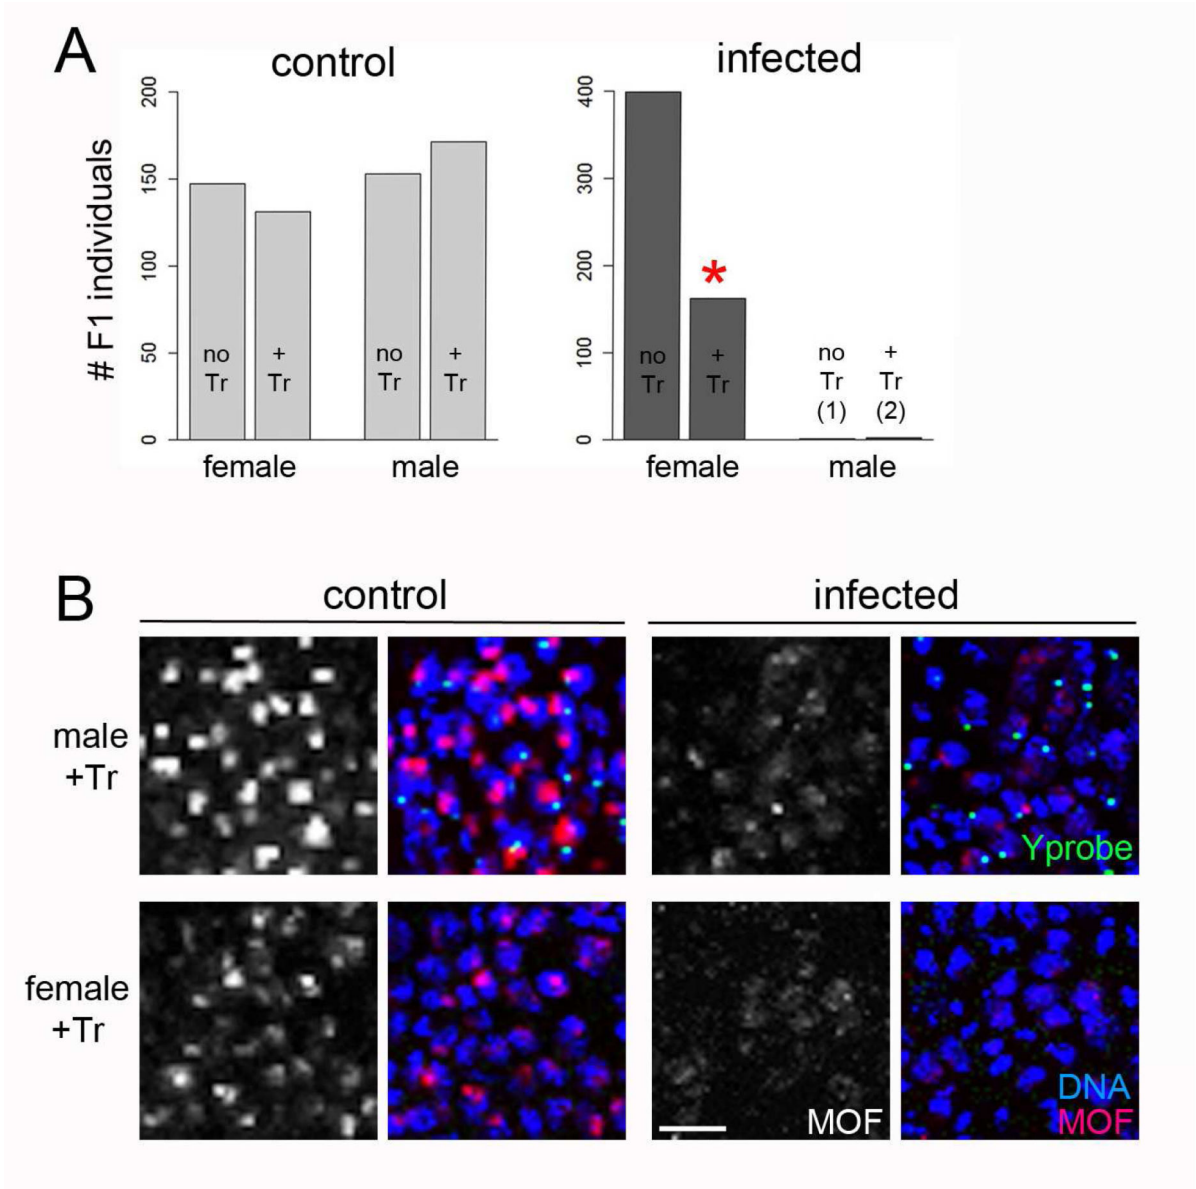 A
control
infected
# F1 individuals
200
150
100
50
0
no
Tr
+
Tr
no
Tr
+
Tr
female
male
400
300
200
100
0
*
no
Tr
+
Tr
no
Tr
(1)
+
Tr
(2)
female
male
B
control
infected
male
+Tr
Yprobe
female
+Tr
MOF
DNA
MOF